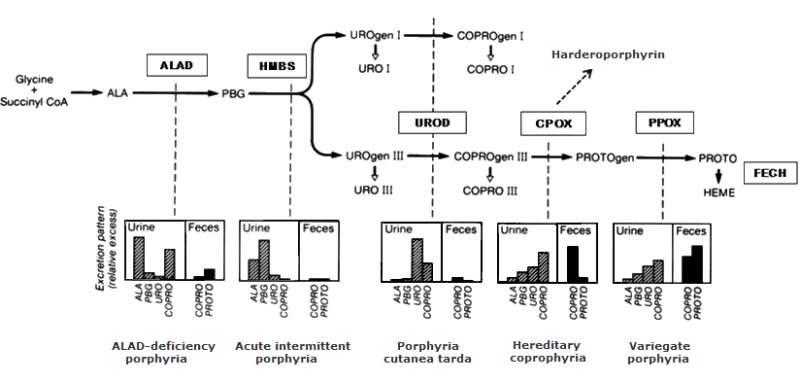 UROgen I
COPROgen I
Harderoporphyrin
URO I
COPRO I
ALAD
HMBS
Glycine
+
Succinyl CoA
ALA
PBG
UROD
CPOX
PPOX
UROgen III
COPROgen III
PROTOgen
PROTO
FECH
URO III
COPRO III
HEME
Excretion pattern
(relative excess)
Urine
Feces
ALA
PBG
URO
COPRO
COPRO
PROTO
Urine
Feces
ALA
PBG
URO
COPRO
COPRO
PROTO
Urine
Feces
ALA
PBG
URO
COPRO
COPRO
PROTO
Urine
Feces
ALA
PBG
URO
COPRO
COPRO
PROTO
Urine
Feces
ALA
PBG
URO
COPRO
COPRO
PROTO
ALAD-deficiency
porphyria
Acute intermittent
porphyria
Porphyria
cutanea tarda
Hereditary
coprophyria
Variegate
porphyria